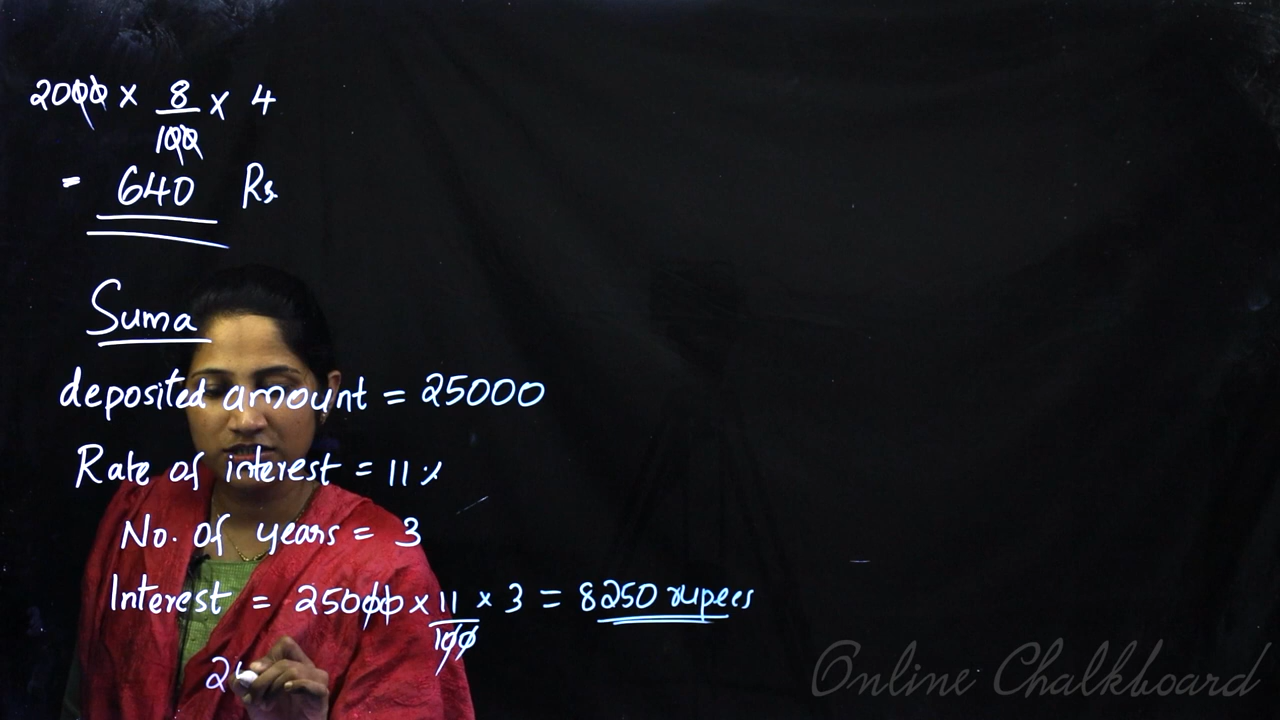 2000 × 8/100 × 4
= 640 Rs
Suma
deposited amount = 25000
Rate of interest = 11%
No. of years = 3
Interest = 25000 × 11/100 × 3 = 8250 rupees
Online Chalkboard